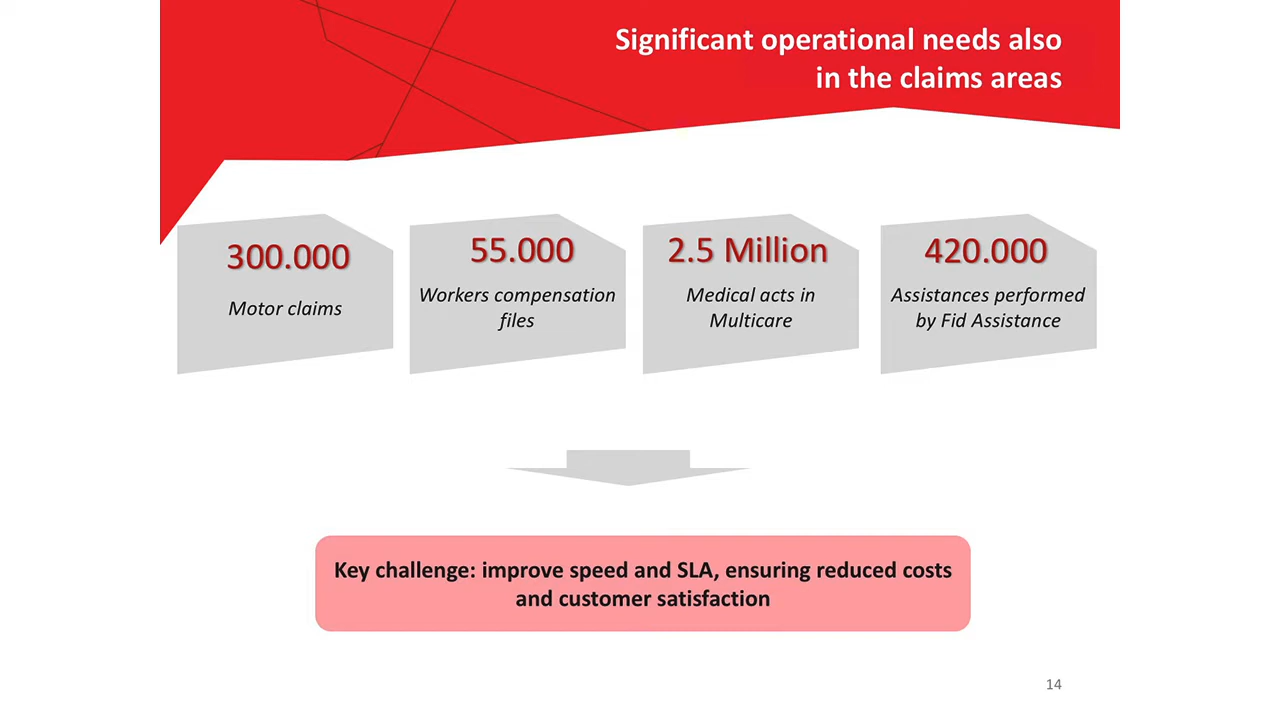 Significant operational needs also
in the claims areas
300.000
Motor claims
55.000
Workers compensation
files
2.5 Million
Medical acts in
Multicare
420.000
Assistances performed
by Fid Assistance
Key challenge: improve speed and SLA, ensuring reduced costs
and customer satisfaction
14